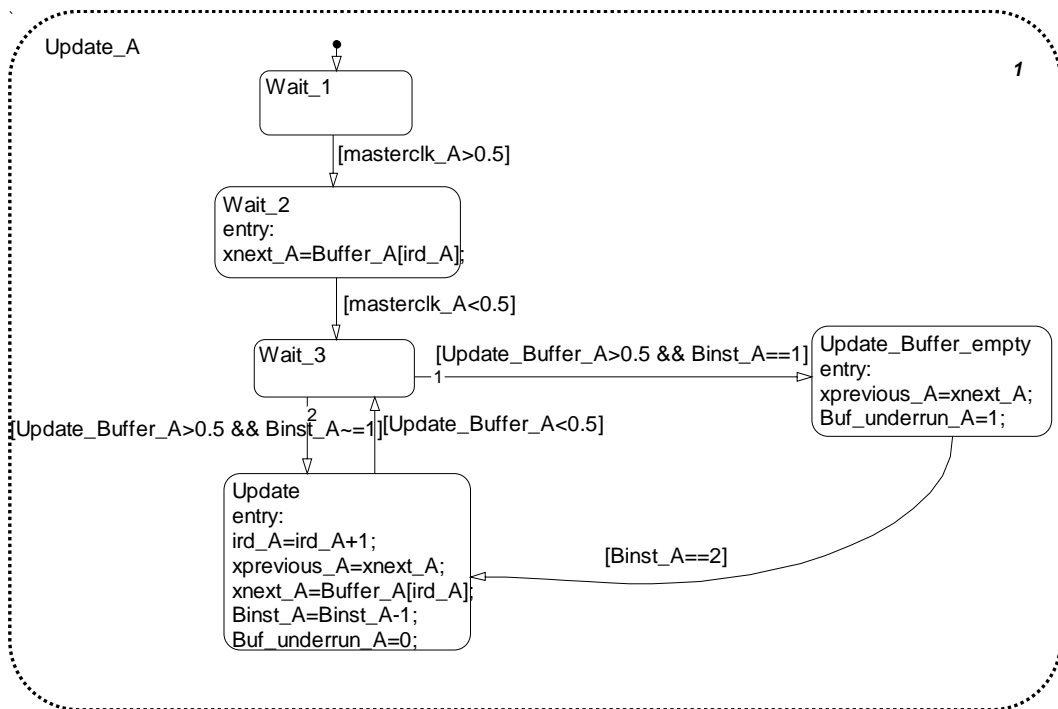 Update_A
1
Wait_1
[masterclk_A>0.5]
Wait_2
entry:
xnext_A=Buffer_A[ird_A];
[masterclk_A<0.5]
Wait_3
[Update_Buffer_A>0.5 && Binst_A==1]
1
Update_Buffer_empty
entry:
xprevious_A=xnext_A;
Buf_underrun_A=1;
2
[Update_Buffer_A>0.5 && Binst_A~=1]
[Update_Buffer_A<0.5]
Update
entry:
ird_A=ird_A+1;
xprevious_A=xnext_A;
xnext_A=Buffer_A[ird_A];
Binst_A=Binst_A-1;
Buf_underrun_A=0;
[Binst_A==2]